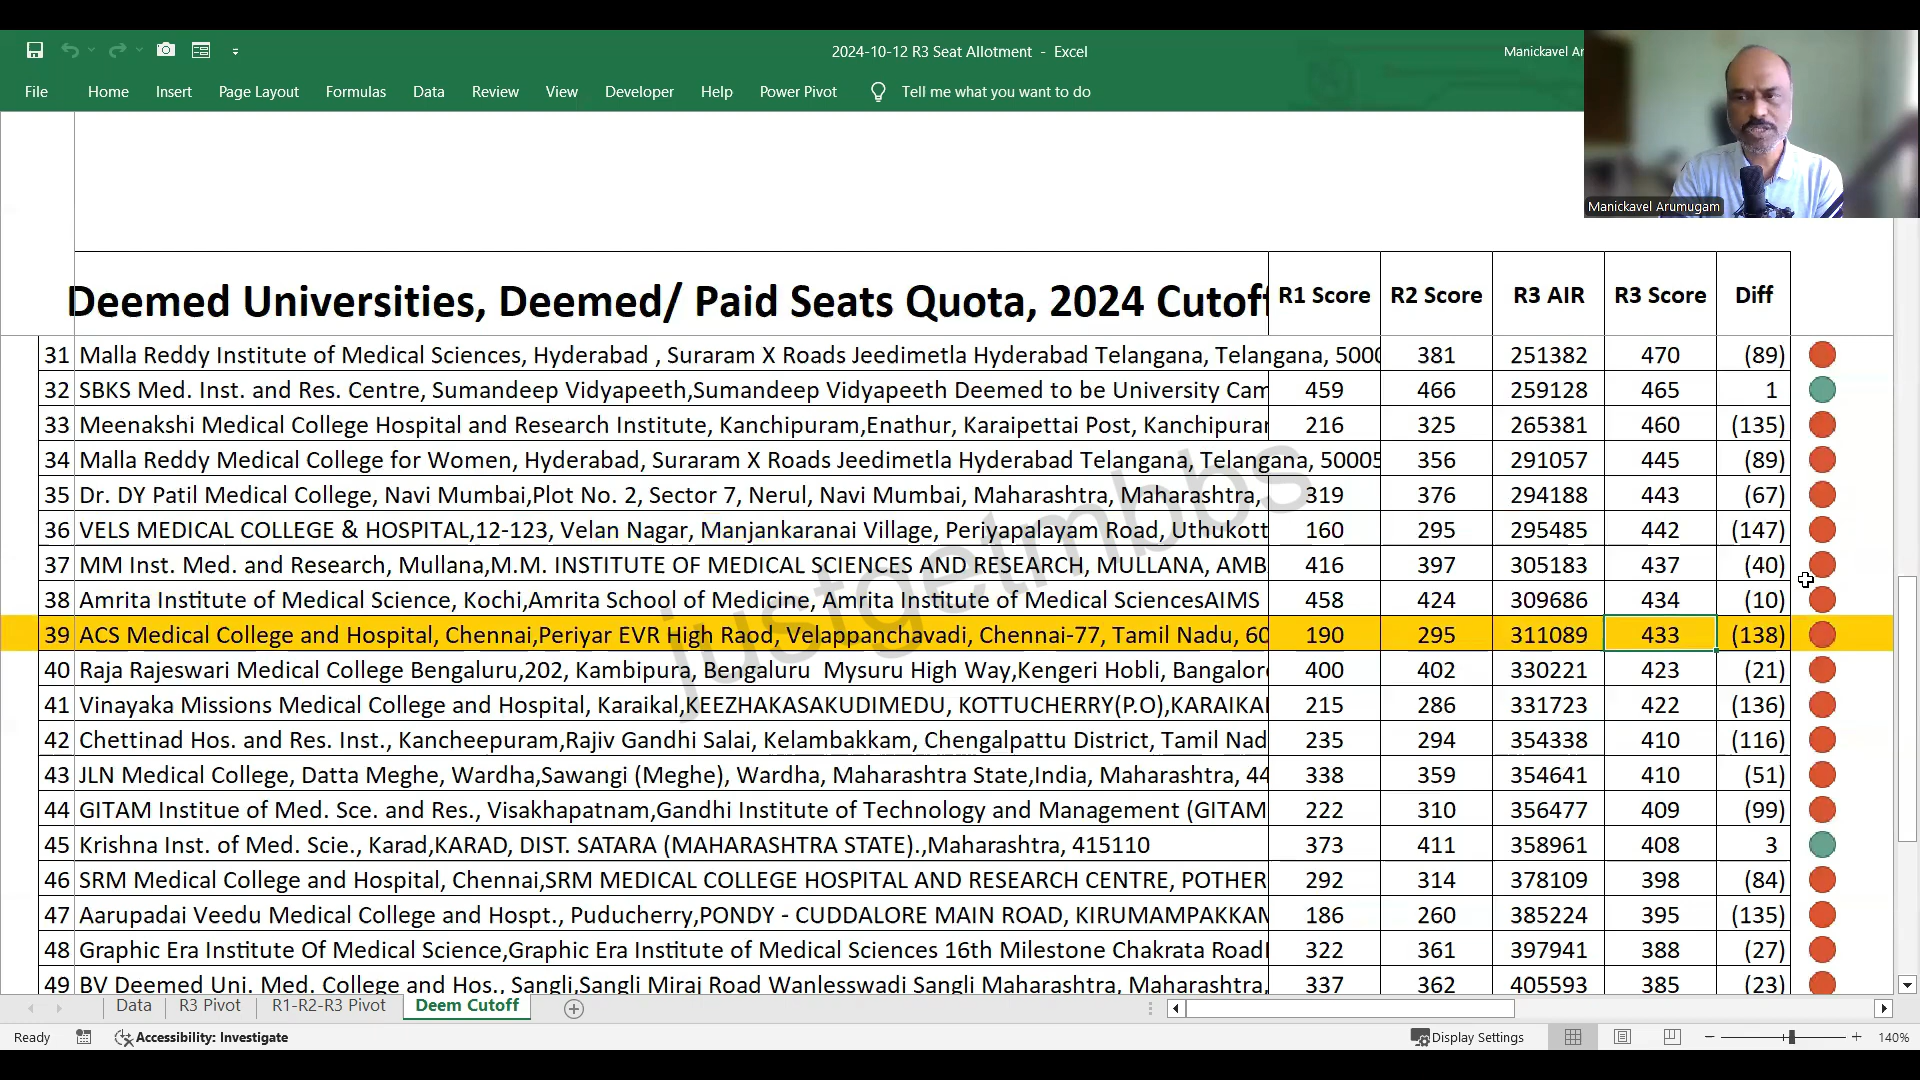 2024-10-12 R3 Seat Allotment - Excel
Manickavel Ar
File Home Insert Page Layout Formulas Data Review View Developer Help Power Pivot Tell me what you want to do
Manickavel Arumugam
Deemed Universities, Deemed/ Paid Seats Quota, 2024 Cutoff R1 Score R2 Score R3 AIR R3 Score Diff
31 Malla Reddy Institute of Medical Sciences, Hyderabad , Suraram X Roads Jeedimetla Hyderabad Telangana, Telangana, 5000 381 251382 470 (89)
32 SBKS Med. Inst. and Res. Centre, Sumandeep Vidyapeeth,Sumandeep Vidyapeeth Deemed to be University Cam 459 466 259128 465 1
33 Meenakshi Medical College Hospital and Research Institute, Kanchipuram,Enathur, Karaipettai Post, Kanchipuram 216 325 265381 460 (135)
34 Malla Reddy Medical College for Women, Hyderabad, Suraram X Roads Jeedimetla Hyderabad Telangana, Telangana, 50005 356 291057 445 (89)
35 Dr. DY Patil Medical College, Navi Mumbai,Plot No. 2, Sector 7, Nerul, Navi Mumbai, Maharashtra, Maharashtra, 319 376 294188 443 (67)
36 VELS MEDICAL COLLEGE & HOSPITAL,12-123, Velan Nagar, Manjankaranai Village, Periyapalayam Road, Uthukott 160 295 295485 442 (147)
37 MM Inst. Med. and Research, Mullana,M.M. INSTITUTE OF MEDICAL SCIENCES AND RESEARCH, MULLANA, AMB 416 397 305183 437 (40)
38 Amrita Institute of Medical Science, Kochi,Amrita School of Medicine, Amrita Institute of Medical SciencesAIMS 458 424 309686 434 (10)
39 ACS Medical College and Hospital, Chennai,Periyar EVR High Raod, Velappanchavadi, Chennai-77, Tamil Nadu, 60 190 295 311089 433 (138)
40 Raja Rajeswari Medical College Bengaluru,202, Kambipura, Bengaluru Mysuru High Way,Kengeri Hobli, Bangalore 400 402 330221 423 (21)
41 Vinayaka Missions Medical College and Hospital, Karaikal,KEEZHAKASAKUDIMEDU, KOTTUCHERRY(P.O),KARAIKAL 215 286 331723 422 (136)
42 Chettinad Hos. and Res. Inst., Kancheepuram,Rajiv Gandhi Salai, Kelambakkam, Chengalpattu District, Tamil Nad 235 294 354338 410 (116)
43 JLN Medical College, Datta Meghe, Wardha,Sawangi (Meghe), Wardha, Maharashtra State,India, Maharashtra, 44 338 359 354641 410 (51)
44 GITAM Institue of Med. Sce. and Res., Visakhapatnam,Gandhi Institute of Technology and Management (GITAM 222 310 356477 409 (99)
45 Krishna Inst. of Med. Scie., Karad,KARAD, DIST. SATARA (MAHARASHTRA STATE).,Maharashtra, 415110 373 411 358961 408 3
46 SRM Medical College and Hospital, Chennai,SRM MEDICAL COLLEGE HOSPITAL AND RESEARCH CENTRE, POTHER 292 314 378109 398 (84)
47 Aarupadai Veedu Medical College and Hospt., Puducherry,PONDY - CUDDALORE MAIN ROAD, KIRUMAMPAKKAM 186 260 385224 395 (135)
48 Graphic Era Institute Of Medical Science,Graphic Era Institute of Medical Sciences 16th Milestone Chakrata Road 322 361 397941 388 (27)
49 BV Deemed Uni. Med. College and Hos., Sangli,Sangli Miraj Road Wanlesswadi Sangli Maharashtra, Maharashtra, 337 362 405593 385 (23)
justgetmbbs
Data R3 Pivot R1-R2-R3 Pivot Deem Cutoff
Ready Accessibility: Investigate Display Settings 140%